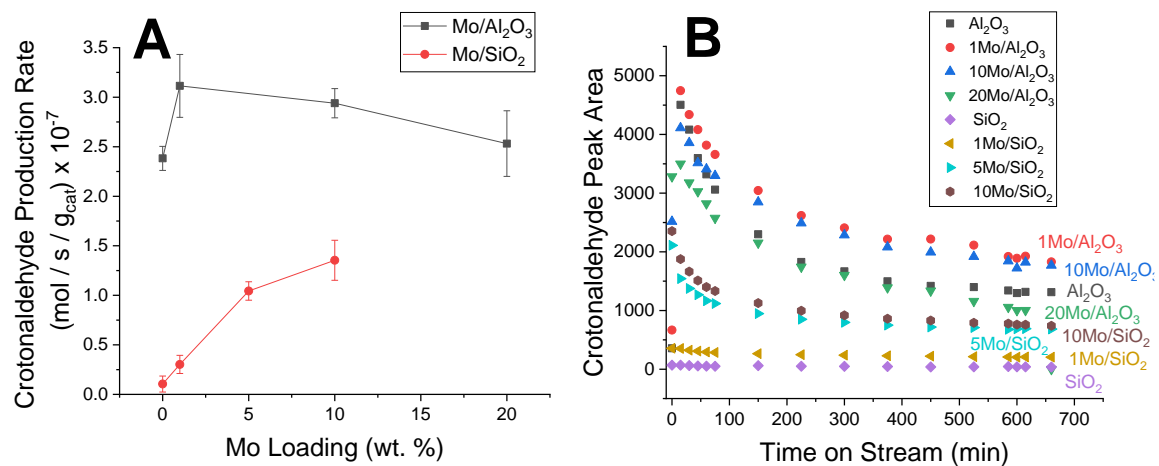 A
Mo/Al₂O₃
Mo/SiO₂
Crotonaldehyde Production Rate
(mol / s / g_cat) x 10⁻⁷
3.5
3.0
2.5
2.0
1.5
1.0
0.5
0.0
0 5 10 15 20
Mo Loading (wt. %)
B
Al₂O₃
1Mo/Al₂O₃
10Mo/Al₂O₃
20Mo/Al₂O₃
SiO₂
1Mo/SiO₂
5Mo/SiO₂
10Mo/SiO₂
Crotonaldehyde Peak Area
5000
4000
3000
2000
1000
0
1Mo/Al₂O₃
10Mo/Al₂O₃
Al₂O₃
20Mo/Al₂O₃
10Mo/SiO₂
5Mo/SiO₂
1Mo/SiO₂
SiO₂
0 100 200 300 400 500 600 700
Time on Stream (min)